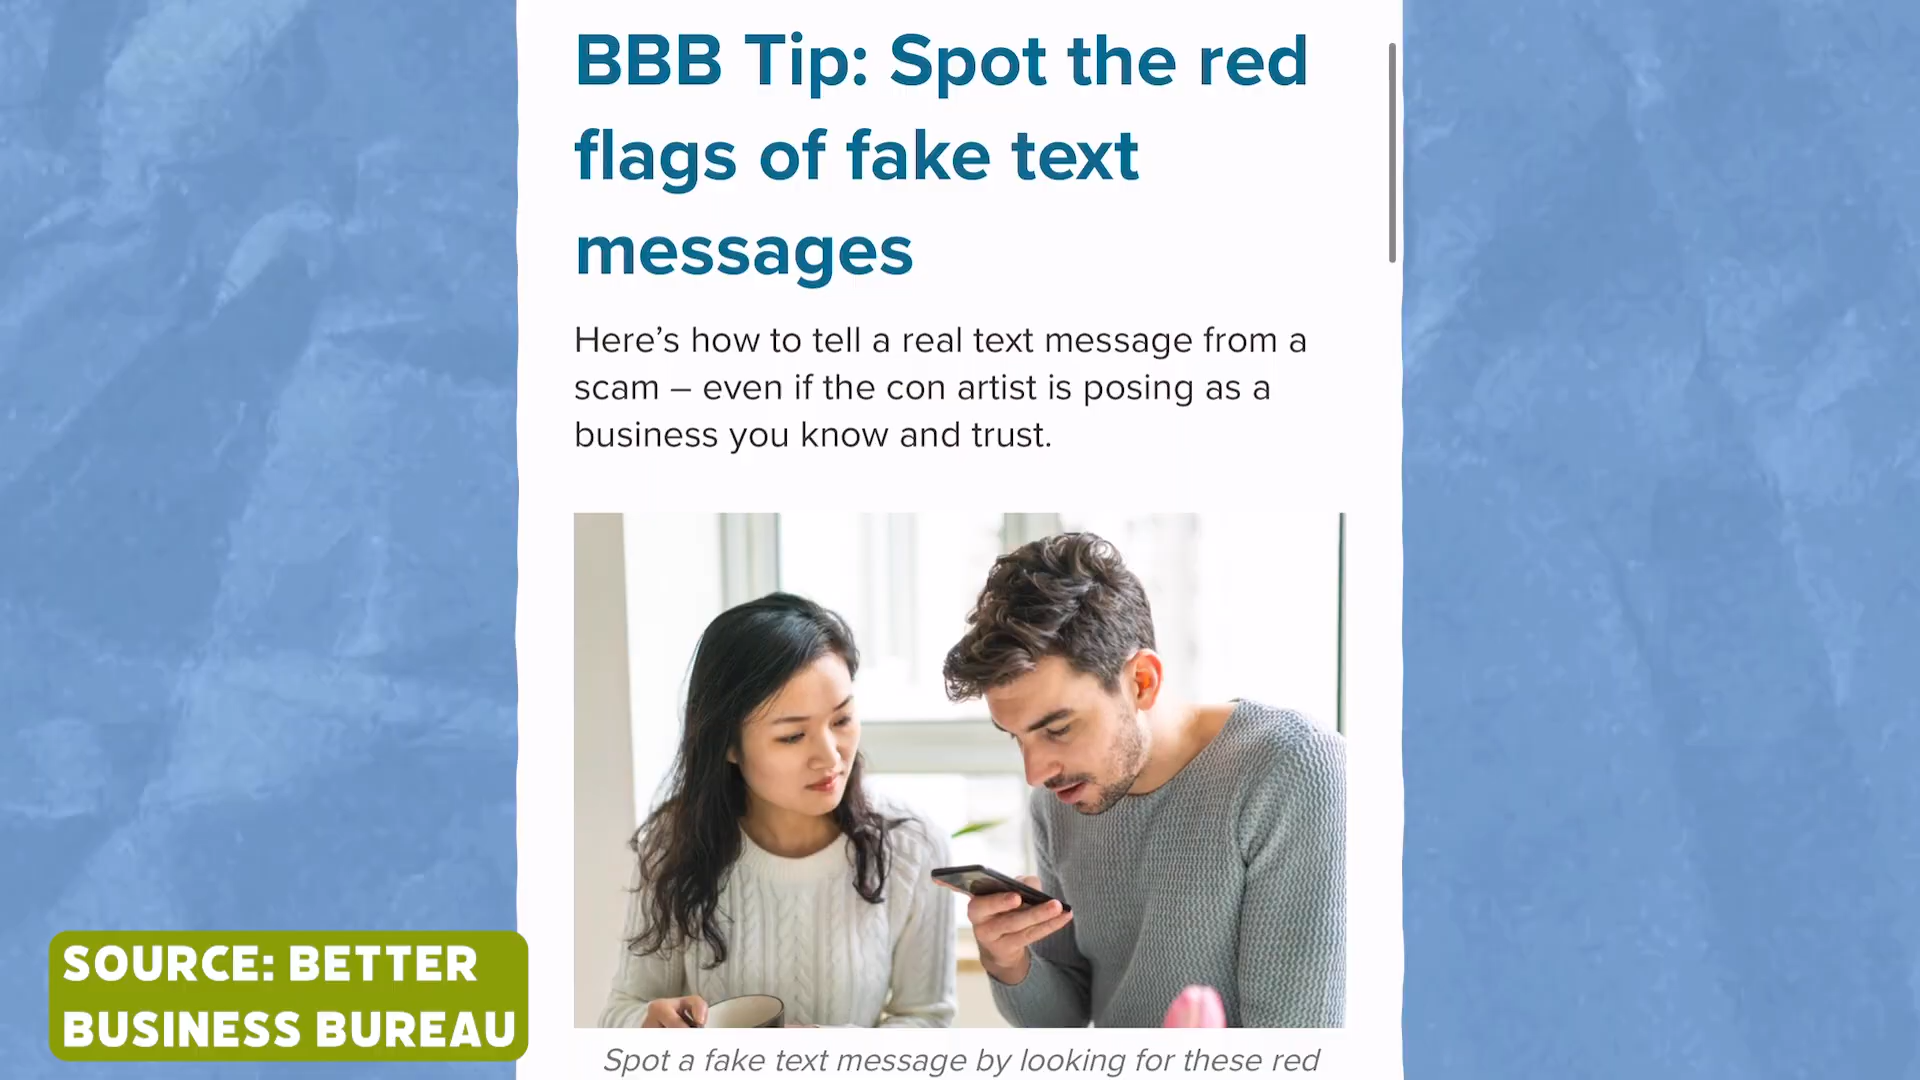 BBB Tip: Spot the red
flags of fake text
messages
Here’s how to tell a real text message from a
scam – even if the con artist is posing as a
business you know and trust.
Spot a fake text message by looking for these red
SOURCE: BETTER
BUSINESS BUREAU